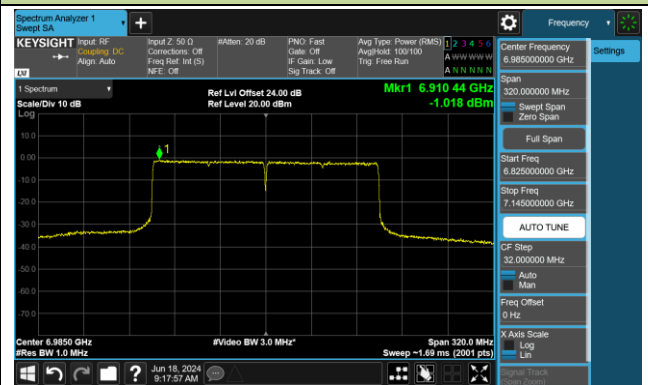 Spectrum Analyzer 1
Swept SA
+
Frequency
KEYSIGHT
Input: RF
Coupling: DC
Align: Auto
Input Z: 50 Ω
Corrections: Off
Freq Ref: Int (S)
NFE: Off
#Atten: 20 dB
PNO: Fast
Gate: Off
IF Gain: Low
Sig Track: Off
Avg Type: Power (RMS)
Avg|Hold: 100/100
Trig: Free Run
1 2 3 4 5 6
A W W W W W
A N N N N N
LXI
1 Spectrum
Scale/Div 10 dB
Log
Ref Lvl Offset 24.00 dB
Ref Level 20.00 dBm
Mkr1 6.910 44 GHz
-1.018 dBm
1
10.0
0.00
-10.0
-20.0
-30.0
-40.0
-50.0
-60.0
-70.0
Center 6.9850 GHz
#Res BW 1.0 MHz
#Video BW 3.0 MHz*
Span 320.0 MHz
Sweep ~1.69 ms (2001 pts)
Jun 18, 2024
9:17:57 AM
Center Frequency
6.985000000 GHz
Settings
Span
320.000000 MHz
Swept Span
Zero Span
Full Span
Start Freq
6.825000000 GHz
Stop Freq
7.145000000 GHz
AUTO TUNE
CF Step
32.000000 MHz
Auto
Man
Freq Offset
0 Hz
X Axis Scale
Log
Lin
Signal Track
(Span Zoom)